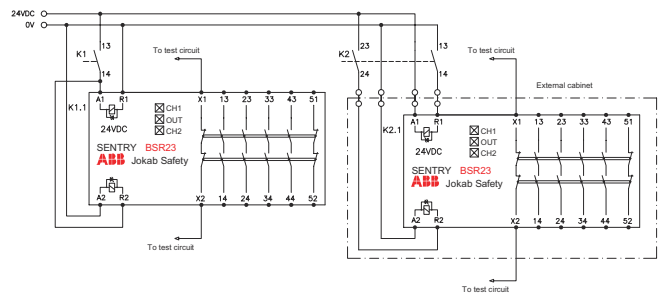 24VDC
0V
K1
13
14
To test circuit
K2
23
24
13
14
To test circuit
External cabinet
K1.1
A1 R1 X1 13 23 33 43 51
24VDC
CH1
OUT
CH2
SENTRY BSR23
ABB Jokab Safety
A2 R2 X2 14 24 34 44 52
To test circuit
K2.1
A1 R1 X1 13 23 33 43 51
24VDC
CH1
OUT
CH2
SENTRY BSR23
ABB Jokab Safety
A2 R2 X2 14 24 34 44 52
To test circuit